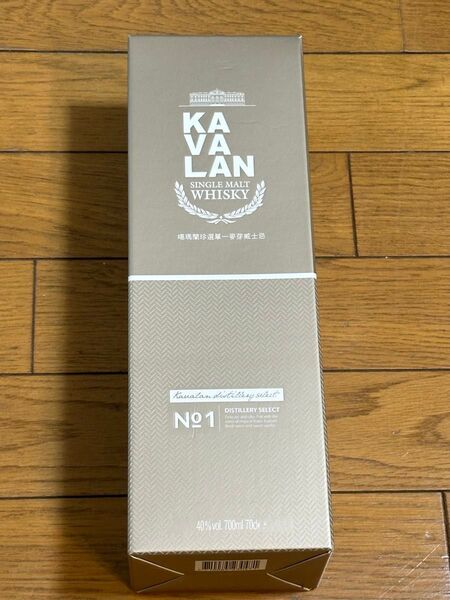 KA
VA
LAN
SINGLE MALT
WHISKY
噶瑪蘭珍選單一麥芽威士忌
Kavalan distillery select
No1
DISTILLERY SELECT
40% vol. 700ml 70cl e